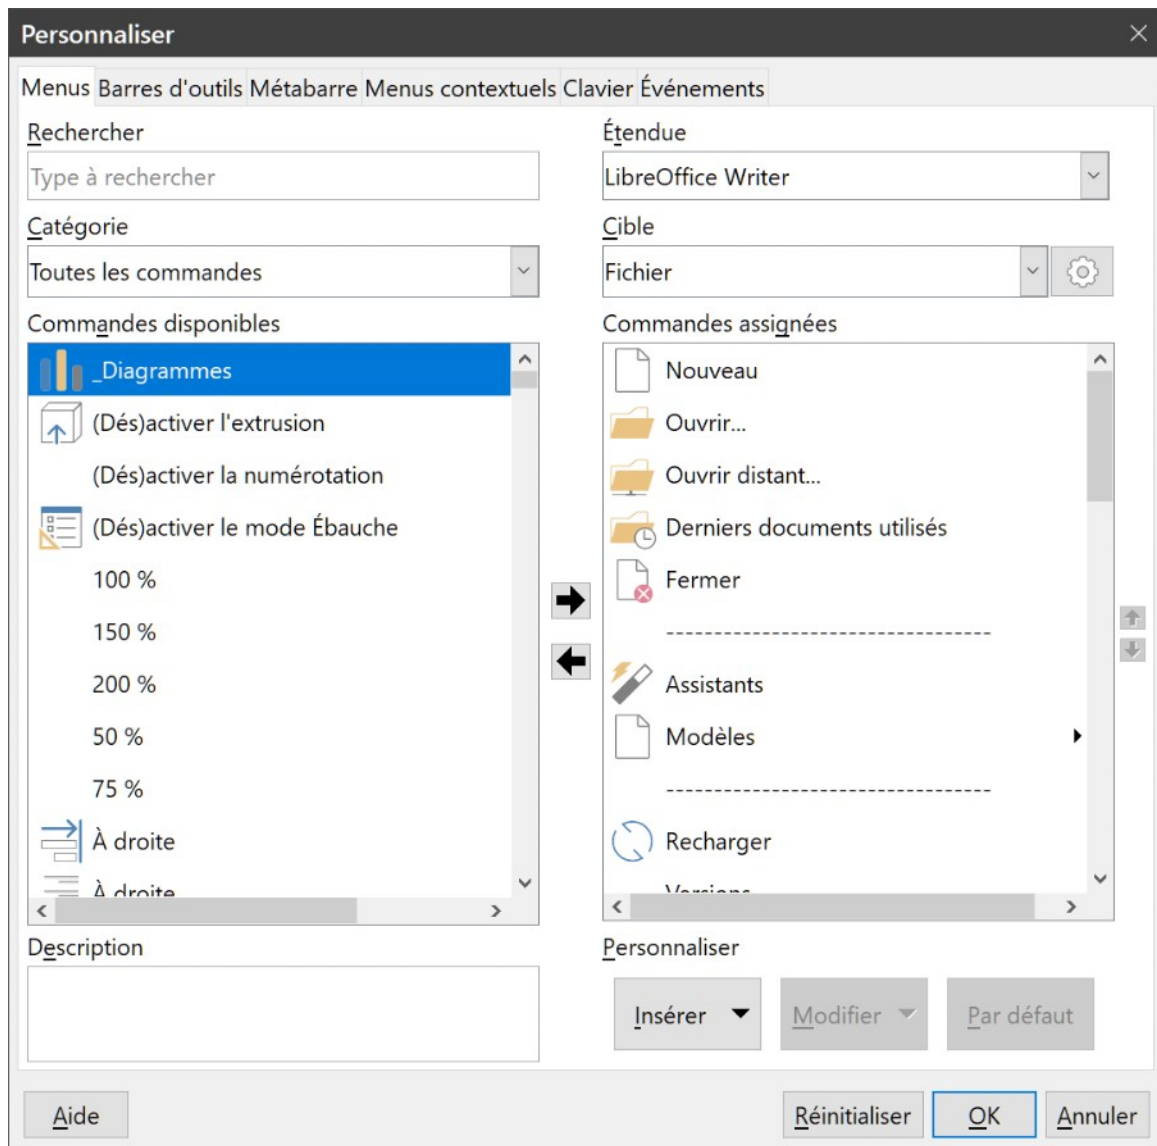 Personnaliser
Menus Barres d'outils Métabarre Menus contextuels Clavier Événements
Rechercher
Type à rechercher
Catégorie
Toutes les commandes
Commandes disponibles
_Diagrammes
(Dés)activer l'extrusion
(Dés)activer la numérotation
(Dés)activer le mode Ébauche
100 %
150 %
200 %
50 %
75 %
À droite
À droite
Description
Étendue
LibreOffice Writer
Cible
Fichier
Commandes assignées
Nouveau
Ouvrir...
Ouvrir distant...
Derniers documents utilisés
Fermer
---------------------------------
Assistants
Modèles
---------------------------------
Recharger
Versions
Personnaliser
Insérer Modifier Par défaut
Aide Réinitialiser OK Annuler